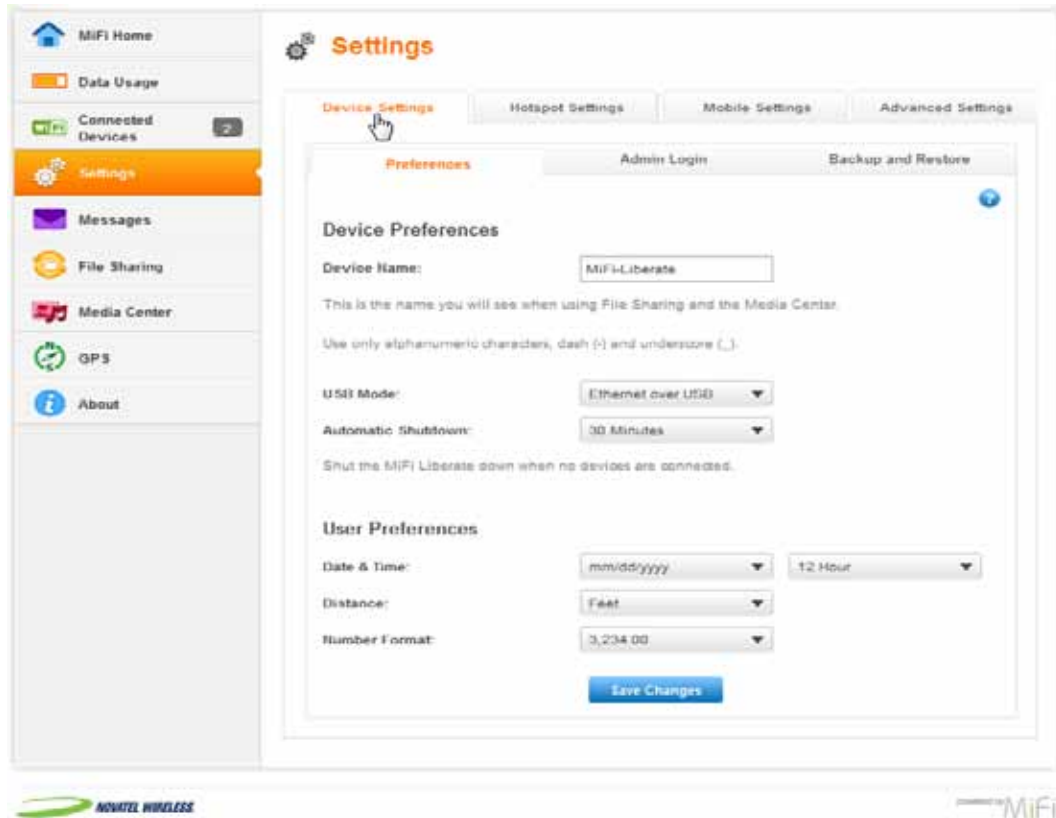 MiFi Home
Data Usage
Connected
Devices
2
Settings
Messages
File Sharing
Media Center
GPS
About
Settings
Device Settings
Hotspot Settings
Mobile Settings
Advanced Settings
Preferences
Admin Login
Backup and Restore
?
Device Preferences
Device Name:
MiFi-Liberate
This is the name you will see when using File Sharing and the Media Center.
Use only alphanumeric characters, dash (-) and underscore (_).
USB Mode:
Ethernet over USB
Automatic Shutdown:
30 Minutes
Shut the MiFi Liberate down when no devices are connected.
User Preferences
Date & Time:
mm/dd/yyyy
12 Hour
Distance:
Feet
Number Format:
3,234.00
Save Changes
NOVATEL WIRELESS
MiFi